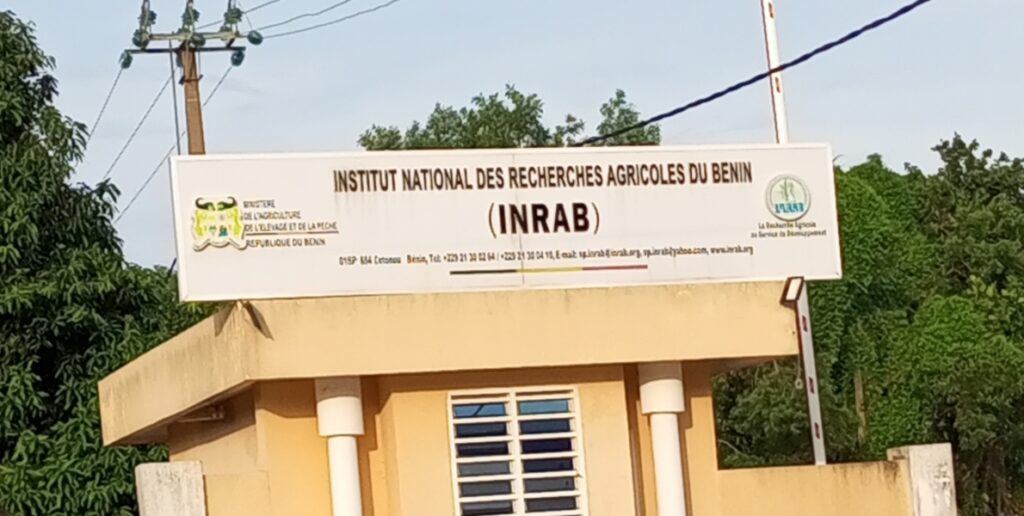 INSTITUT NATIONAL DES RECHERCHES AGRICOLES DU BENIN
(INRAB)
MINISTERE
DE L'AGRICULTURE
DE L'ELEVAGE ET DE LA PECHE
REPUBLIQUE DU BENIN
INRAB
La Recherche Agricole
au Service du Développement
01BP 884 Cotonou Bénin, Tel: +229 21 30 02 64 / +229 21 30 04 10, E-mail: sp.inrab@inrab.org, sp.inrab@yahoo.com, www.inrab.org